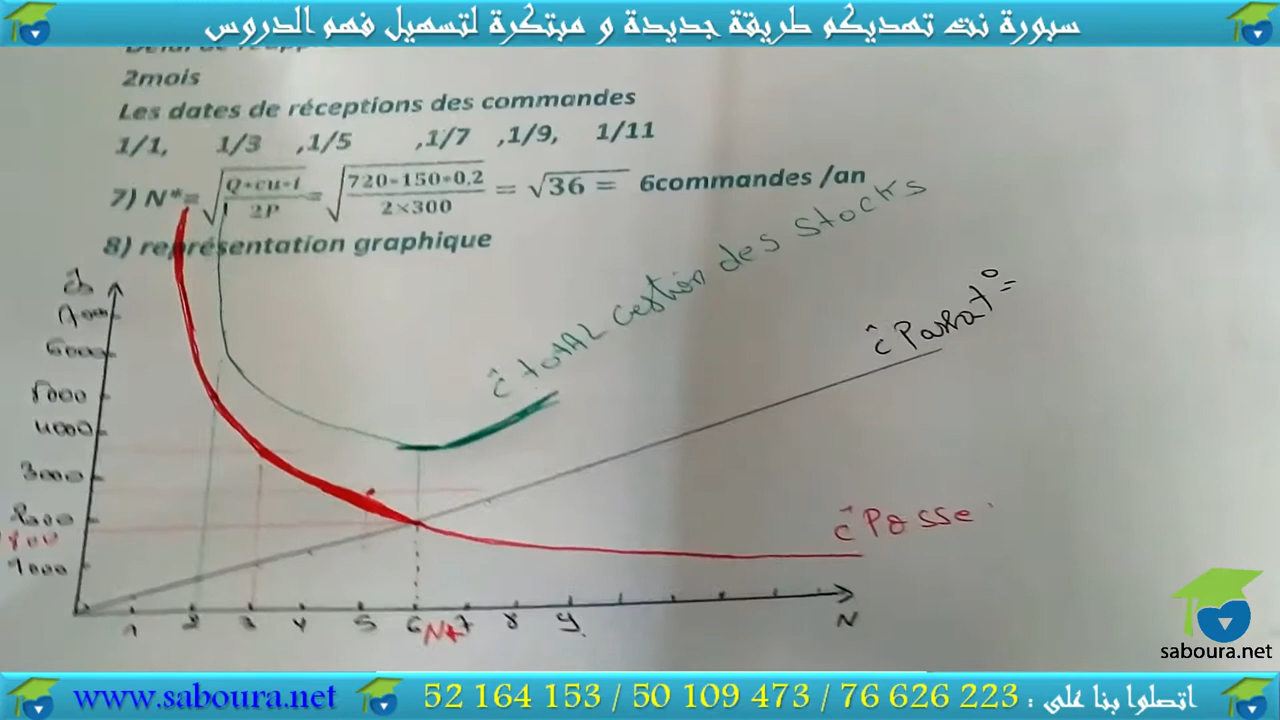 سبورة نت تهديكم طريقة جديدة و مبتكرة لتسهيل فهم الدروس
2mois
Les dates de réceptions des commandes
1/1, 1/3 ,1/5 ,1/7 ,1/9, 1/11
7) N*= √(Q*cu*t / 2P) = √(720*150*0,2 / 2×300) = √36 = 6commandes /an
8) représentation graphique
6000
5000
4000
3000
2000
1000
1 2 3 4 5 6 N* 7 8 9 N
ĉ totAL Gestion des stocks
ĉ Passat° =
ĉ Posse
saboura.net
www.saboura.net
اتصلوا بنا على : 223 626 76 / 473 109 50 / 153 164 52